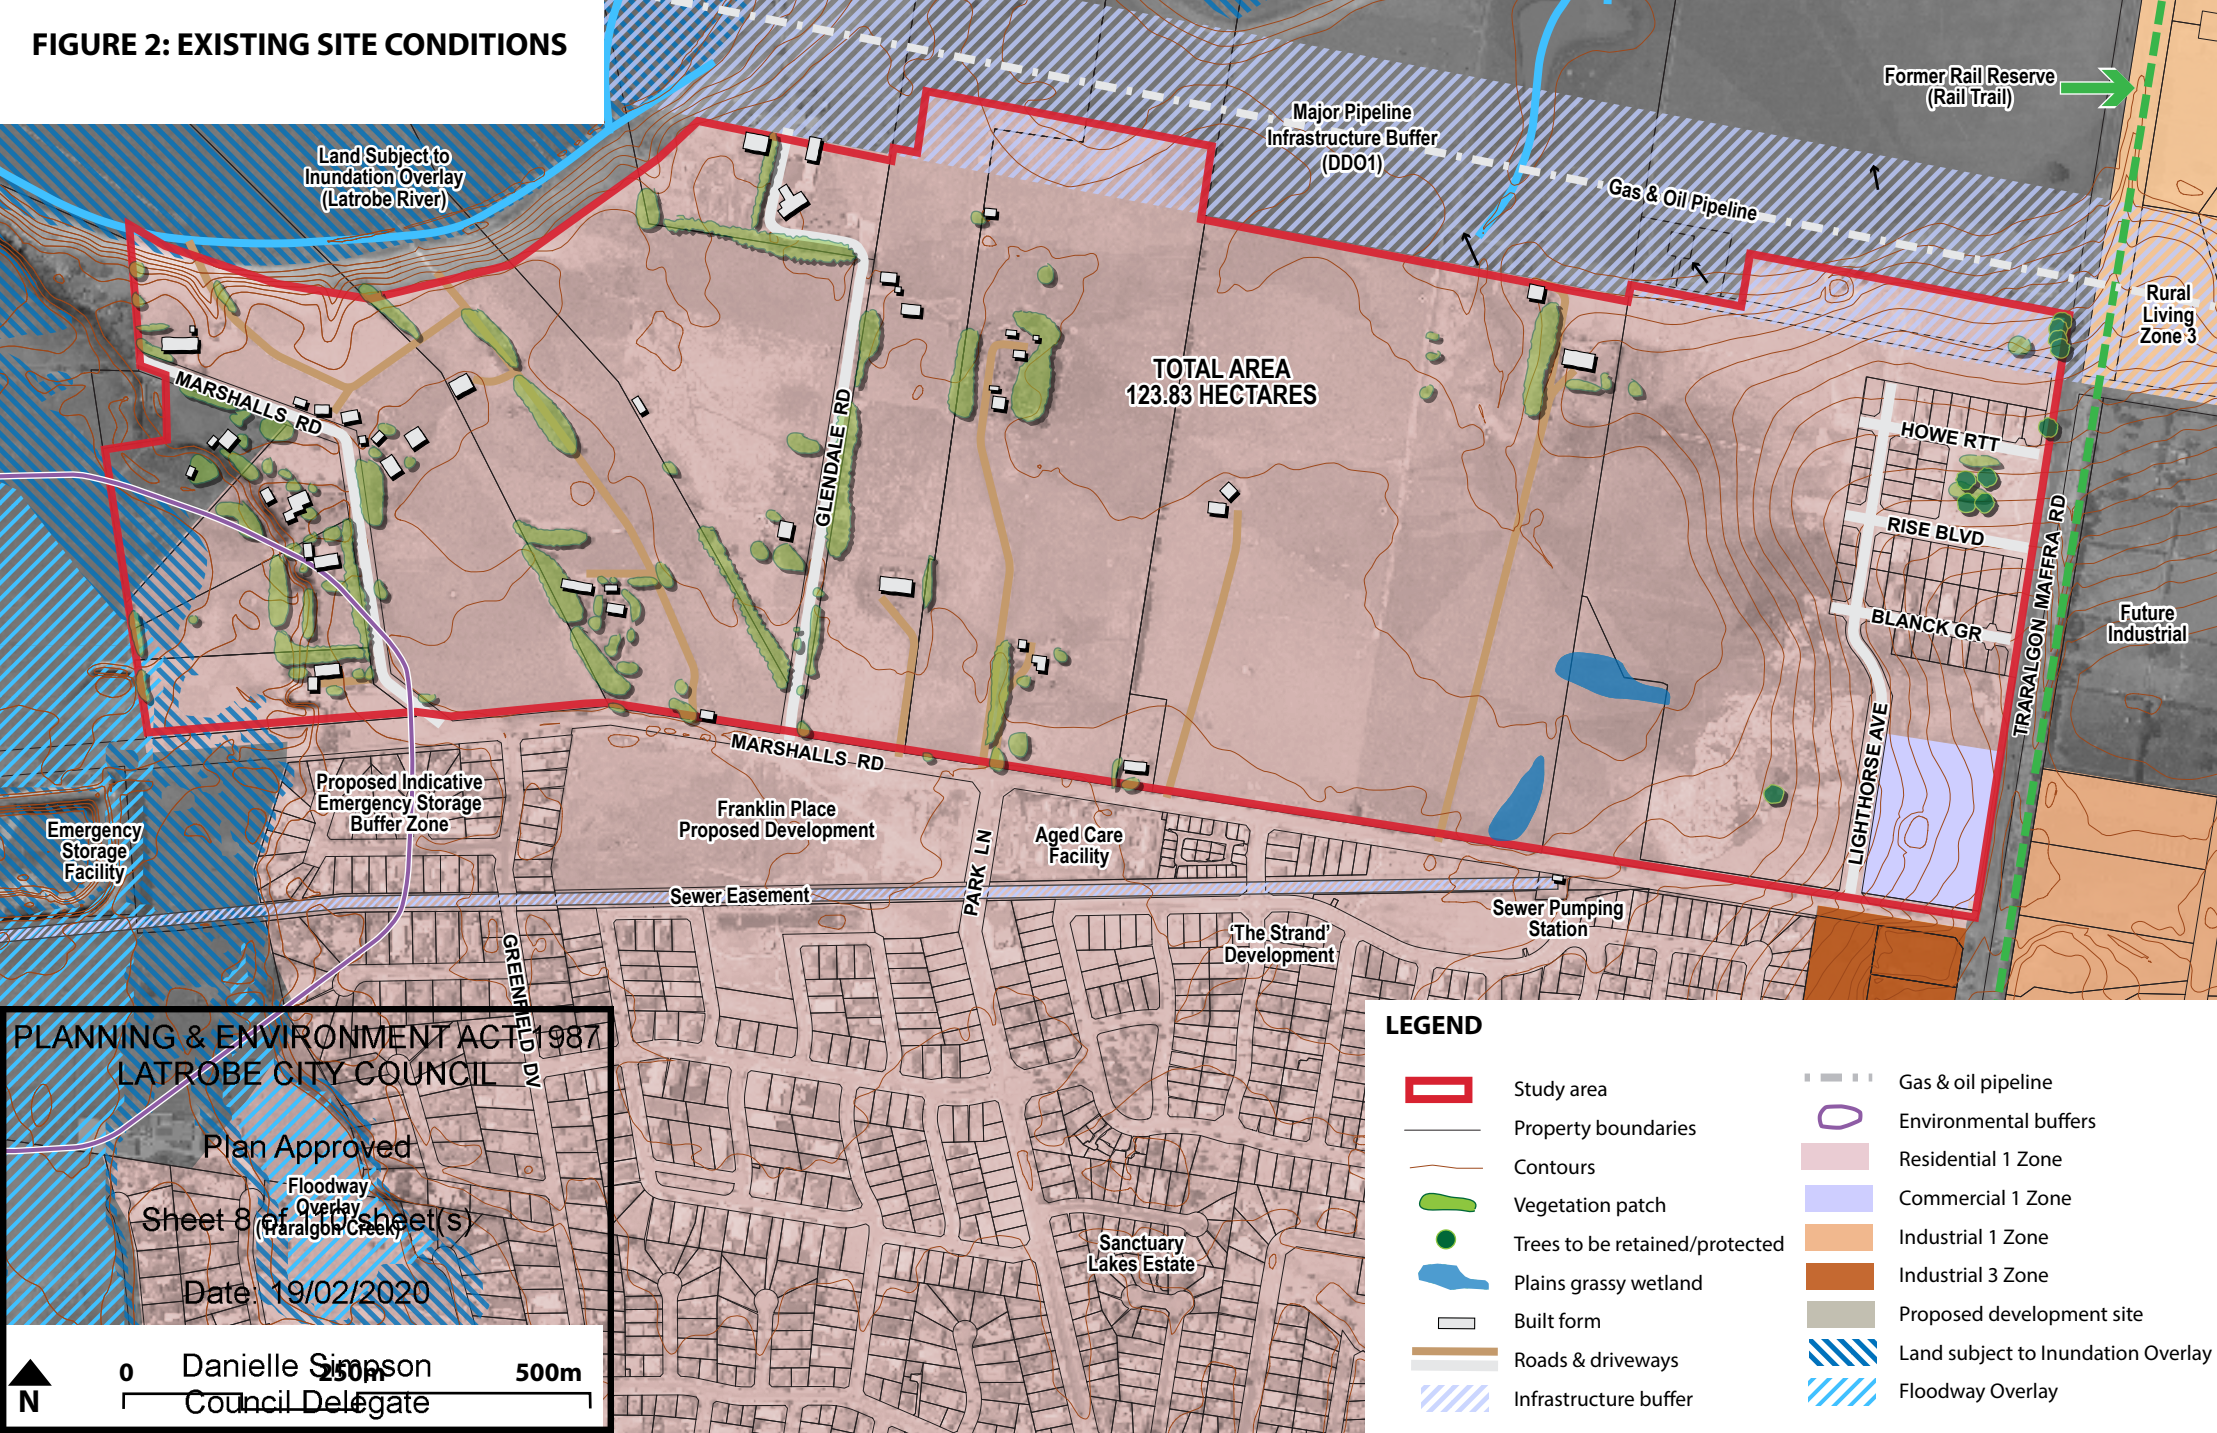 FIGURE 2: EXISTING SITE CONDITIONS
Land Subject to
Inundation Overlay
(Latrobe River)
Major Pipeline
Infrastructure Buffer
(DDO1)
Gas & Oil Pipeline
Former Rail Reserve
(Rail Trail)
Rural
Living
Zone 3
TOTAL AREA
123.83 HECTARES
MARSHALLS RD
GLENDALE RD
HOWE RTT
RISE BLVD
BLANCK GR
TRARALGON MAFFRA RD
LIGHTHORSE AVE
Future
Industrial
MARSHALLS RD
Proposed Indicative
Emergency Storage
Buffer Zone
Emergency
Storage
Facility
Franklin Place
Proposed Development
Aged Care
Facility
PARK LN
Sewer Easement
Sewer Pumping
Station
'The Strand'
Development
GREENFIELD DV
Sanctuary
Lakes Estate
Floodway
Overlay
(Traralgon Creek)
PLANNING & ENVIRONMENT ACT 1987
LATROBE CITY COUNCIL
Plan Approved
Sheet 8 of 110 sheet(s)
Date: 19/02/2020
Danielle Simpson
Council Delegate
N
0 250m 500m
LEGEND
Study area
Property boundaries
Contours
Vegetation patch
Trees to be retained/protected
Plains grassy wetland
Built form
Roads & driveways
Infrastructure buffer
Gas & oil pipeline
Environmental buffers
Residential 1 Zone
Commercial 1 Zone
Industrial 1 Zone
Industrial 3 Zone
Proposed development site
Land subject to Inundation Overlay
Floodway Overlay